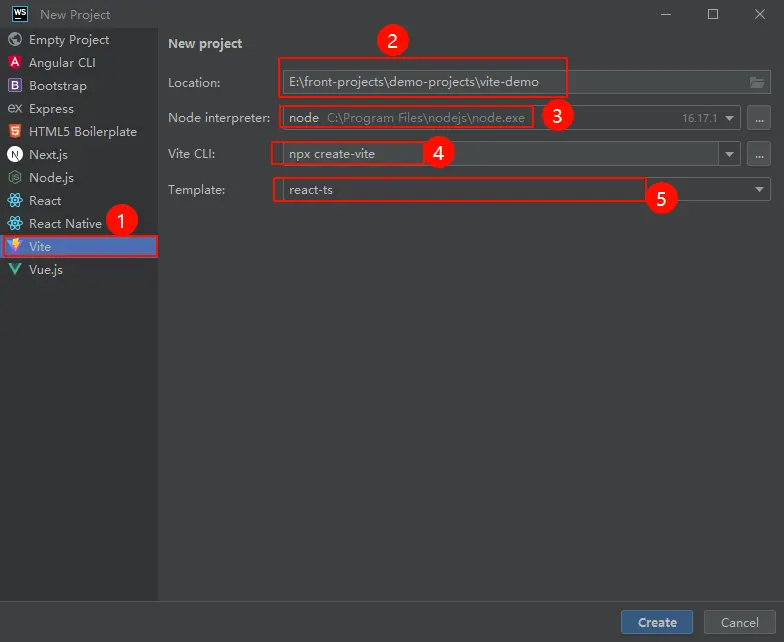 WS New Project
Empty Project
Angular CLI
Bootstrap
Express
HTML5 Boilerplate
Next.js
Node.js
React
React Native
Vite
Vue.js
1
New project
2
Location: E:\front-projects\demo-projects\vite-demo
Node interpreter: node C:\Program Files\nodejs\node.exe 3 16.17.1 ...
Vite CLI: npx create-vite 4 ...
Template: react-ts 5
Create Cancel